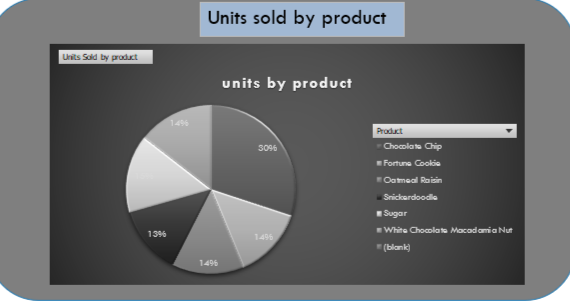 Units sold by product
Units Sold by product
units by product
14%
30%
14%
14%
13%
Product
Chocolate Chip
Fortune Cookie
Oatmeal Raisin
Snickerdoodle
Sugar
White Chocolate Macadamia Nut
(blank)